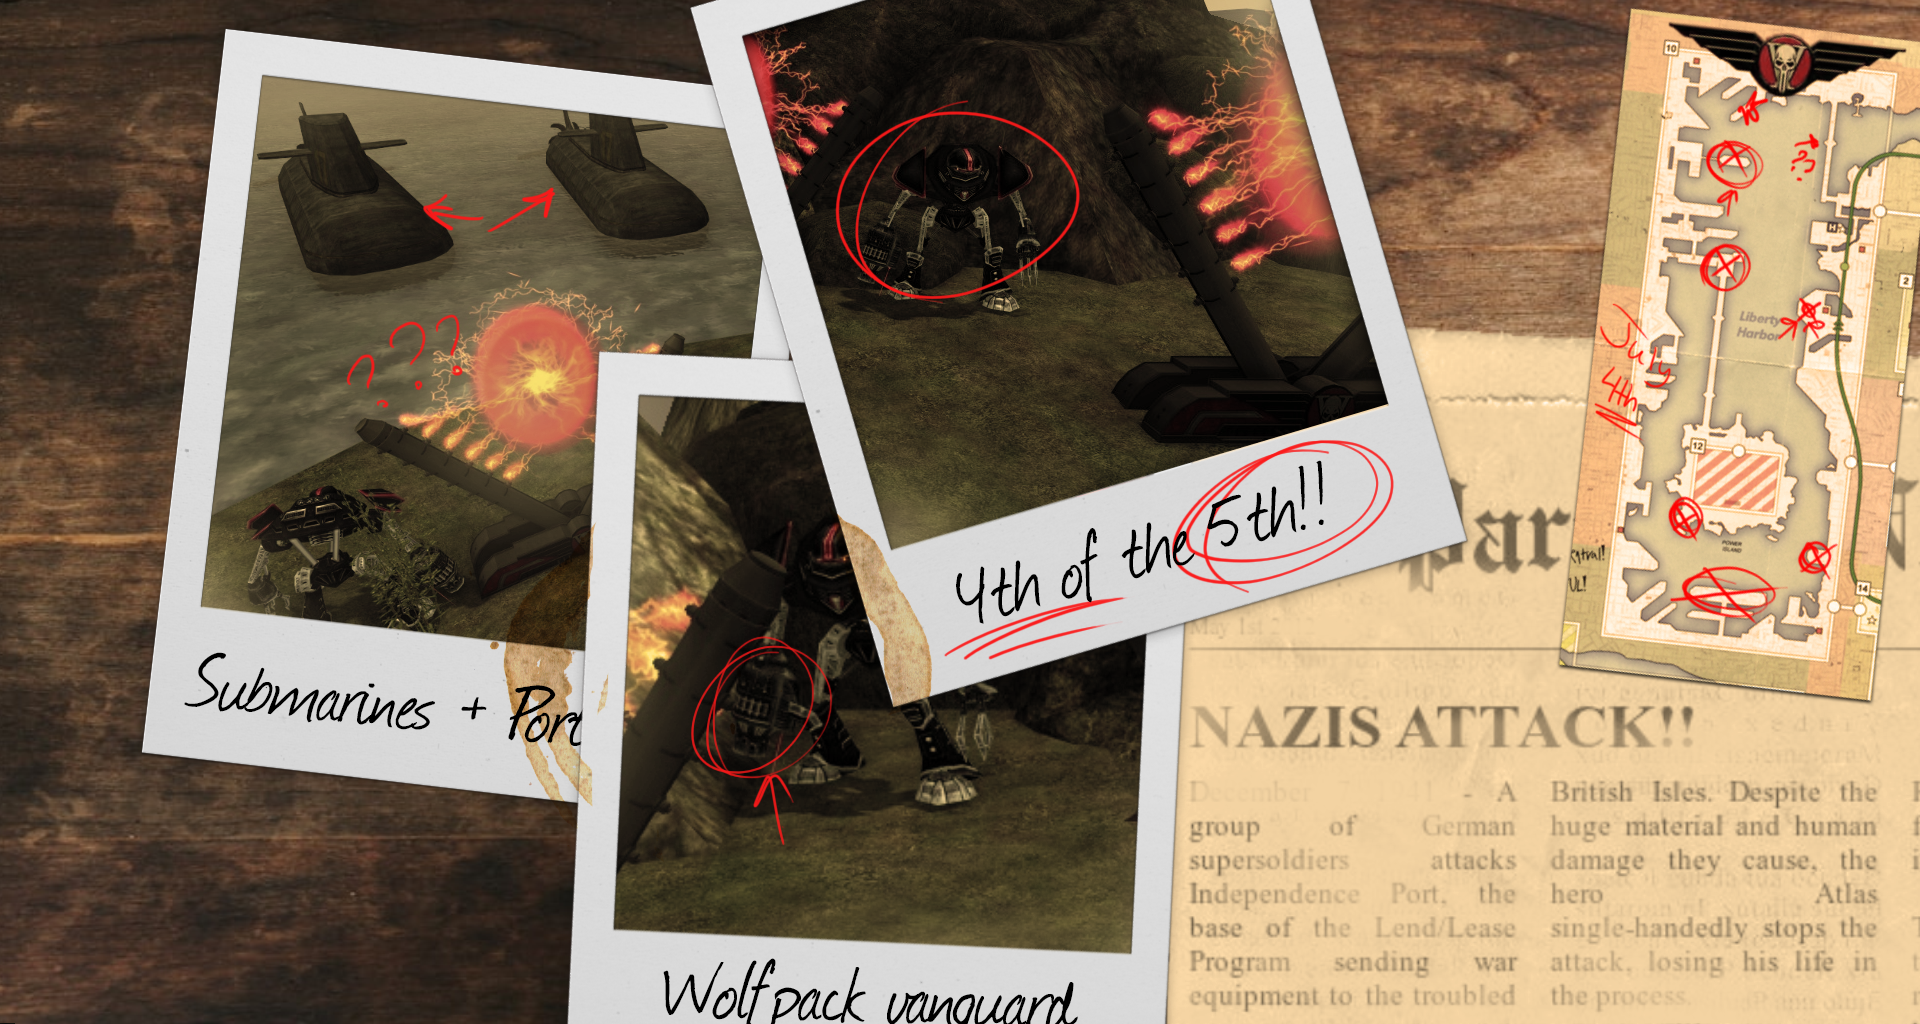 Submarines + Port
4th of the 5th!!
Wolfpack vanguard
? ? ?
July
4th
??
10
H
2
Liberty
Harbor
12
POWER
ISLAND
14
UL!
par
May 1st
NAZIS ATTACK!!
December 7 - A
group of German
supersoldiers attacks
Independence Port, the
base of the Lend/Lease
Program sending war
equipment to the troubled
British Isles. Despite the
huge material and human
damage they cause, the
hero Atlas
single-handedly stops the
attack, losing his life in
the process.